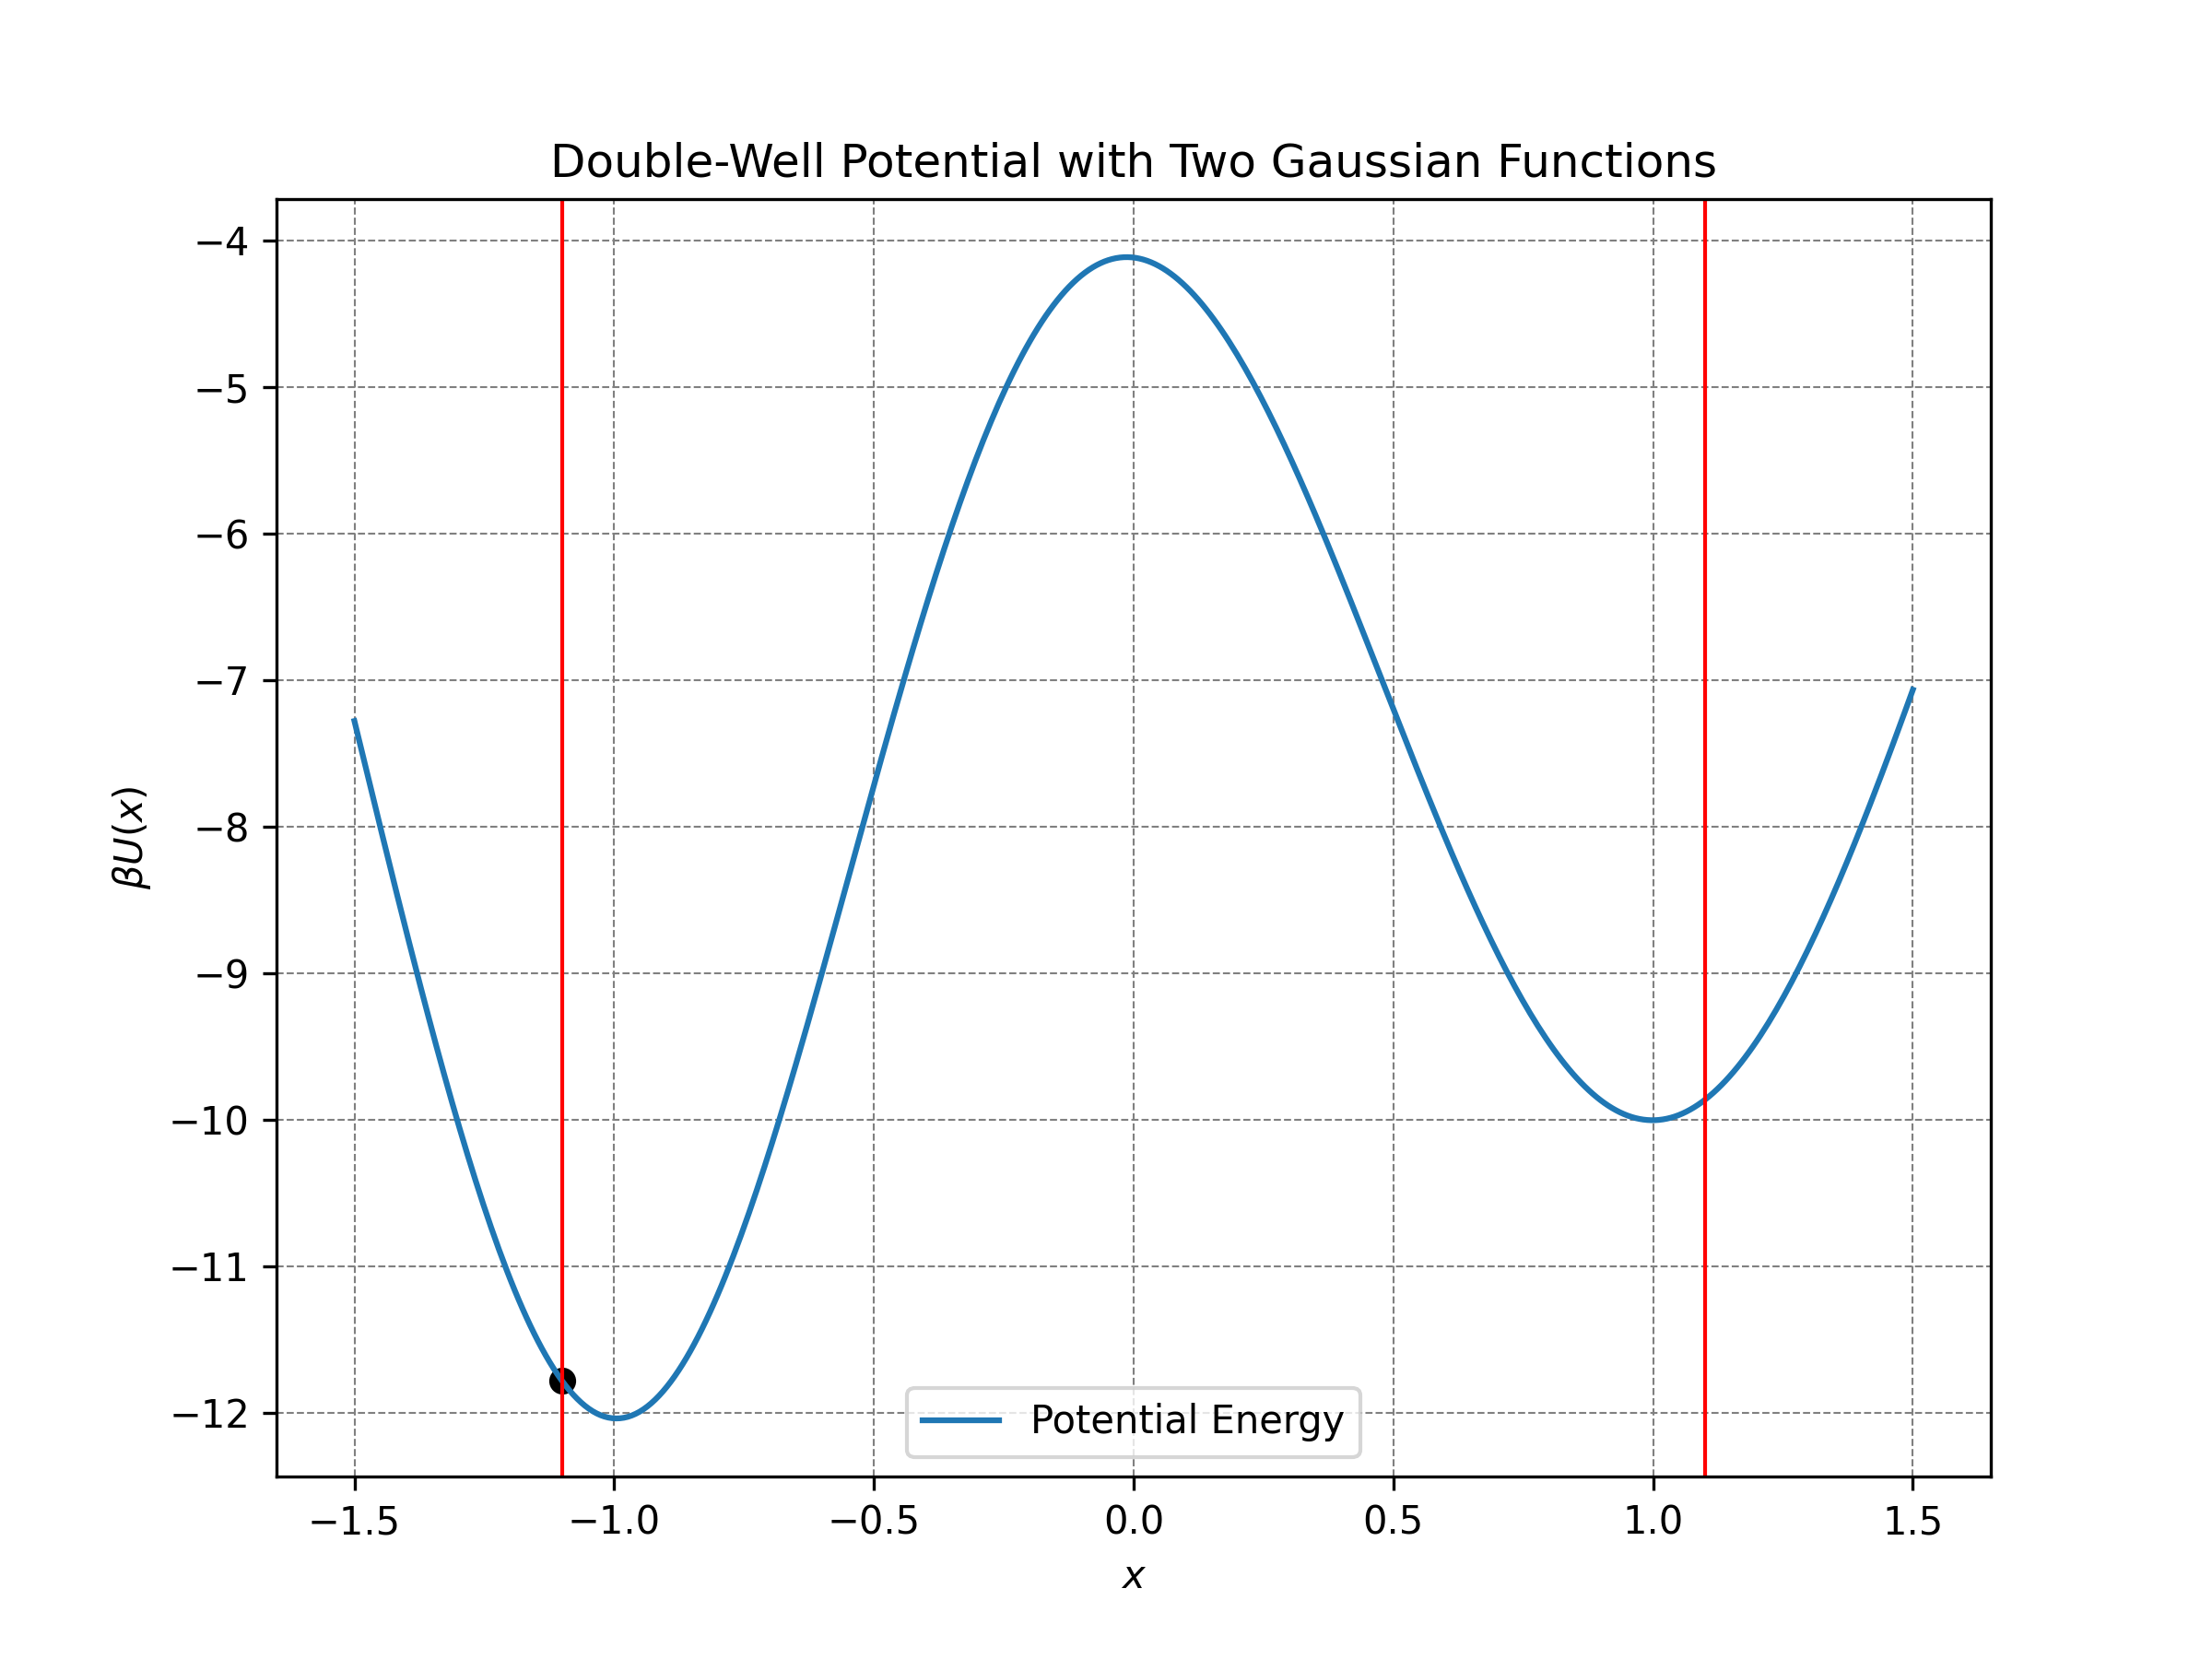 Double-Well Potential with Two Gaussian Functions
−4
−5
−6
−7
−8
−9
−10
−11
−12
βU(x)
Potential Energy
−1.5 −1.0 −0.5 0.0 0.5 1.0 1.5
x